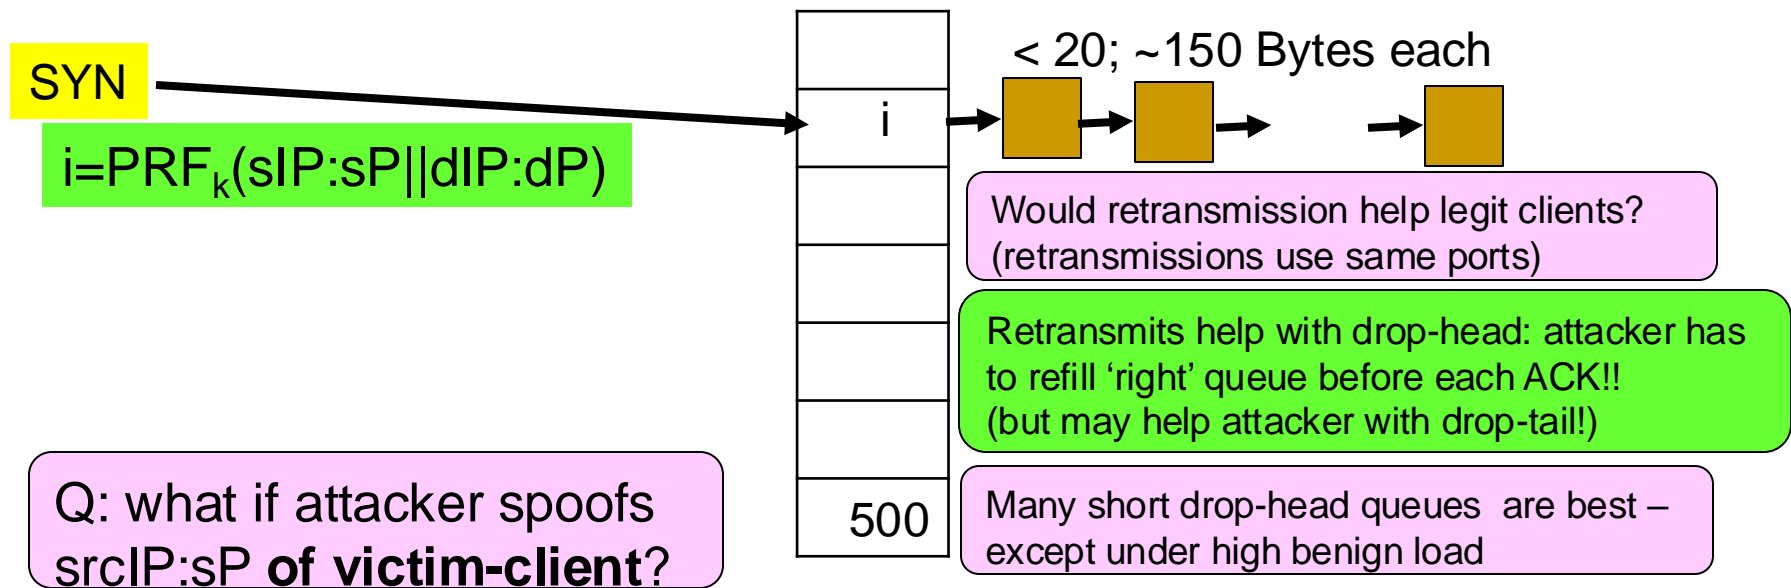 SYN
i=PRFk(sIP:sP||dIP:dP)
i
500
< 20; ~150 Bytes each
Would retransmission help legit clients?
(retransmissions use same ports)
Retransmits help with drop-head: attacker has
to refill ‘right’ queue before each ACK!!
(but may help attacker with drop-tail!)
Many short drop-head queues are best –
except under high benign load
Q: what if attacker spoofs
srcIP:sP of victim-client?